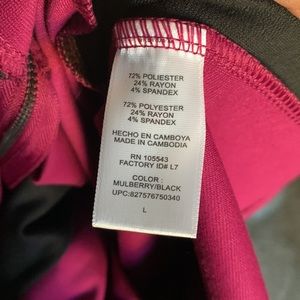 72% POLIESTER
24% RAYON
4% SPANDEX
72% POLYESTER
24% RAYON
4% SPANDEX
HECHO EN CAMBOYA
MADE IN CAMBODIA
RN 105543
FACTORY ID# L7
COLOR :
MULBERRY/BLACK
UPC:827576750340
L